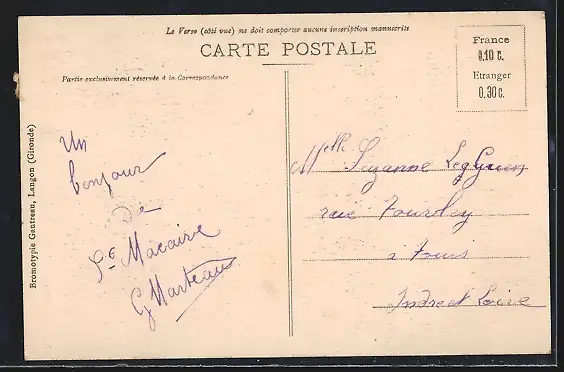 Le Verso (côté vue) ne doit comporter aucune inscription manuscrite
CARTE POSTALE
Partie exclusivement réservée à la Correspondance
France
0.10 c.
Etranger
0.30 c.
Bromotypie Gautreau, Langon (Gironde)
Un
bonjour
de
St Macaire
G Marteau
Melle Suzanne
rue
à Tours
Indre et Loire